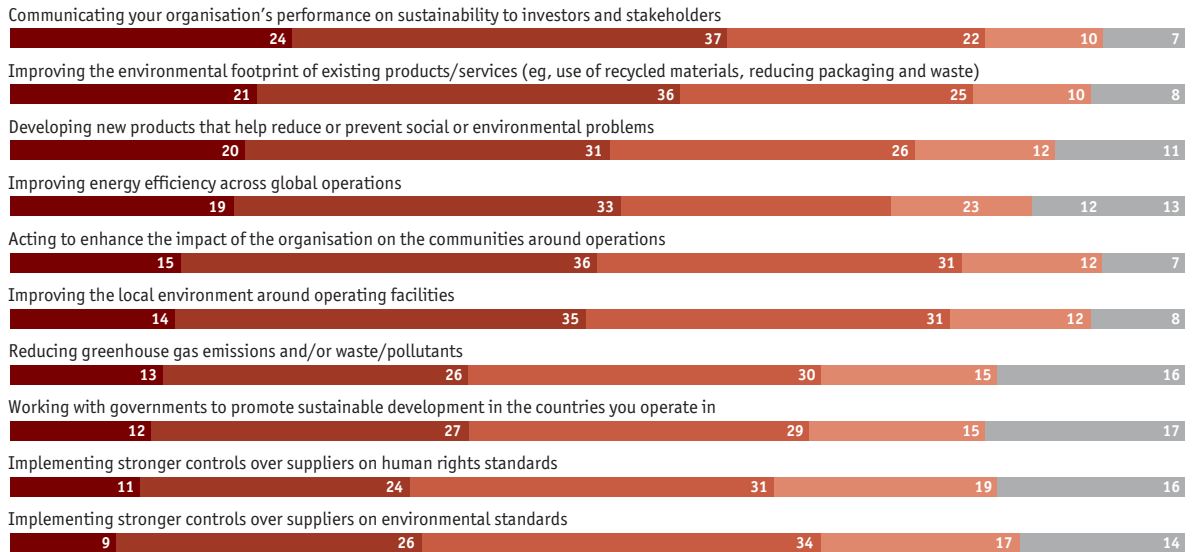 Communicating your organisation’s performance on sustainability to investors and stakeholders
24 37 22 10 7
Improving the environmental footprint of existing products/services (eg, use of recycled materials, reducing packaging and waste)
21 36 25 10 8
Developing new products that help reduce or prevent social or environmental problems
20 31 26 12 11
Improving energy efficiency across global operations
19 33 23 12 13
Acting to enhance the impact of the organisation on the communities around operations
15 36 31 12 7
Improving the local environment around operating facilities
14 35 31 12 8
Reducing greenhouse gas emissions and/or waste/pollutants
13 26 30 15 16
Working with governments to promote sustainable development in the countries you operate in
12 27 29 15 17
Implementing stronger controls over suppliers on human rights standards
11 24 31 19 16
Implementing stronger controls over suppliers on environmental standards
9 26 34 17 14